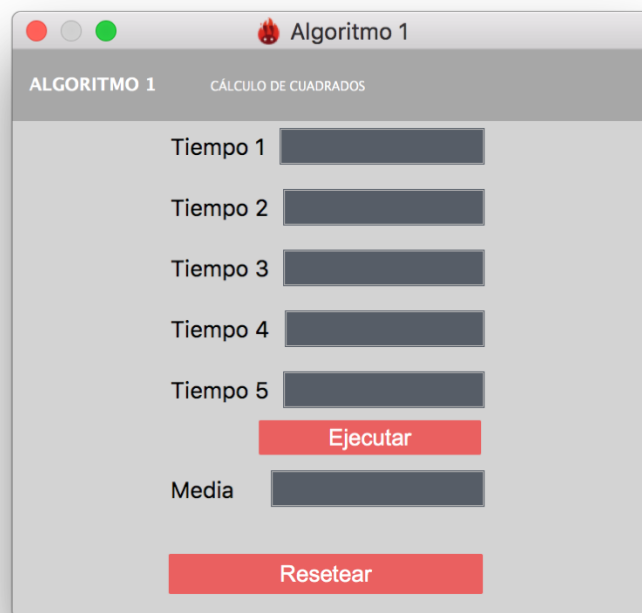 Algoritmo 1
ALGORITMO 1 CÁLCULO DE CUADRADOS
Tiempo 1
Tiempo 2
Tiempo 3
Tiempo 4
Tiempo 5
Ejecutar
Media
Resetear